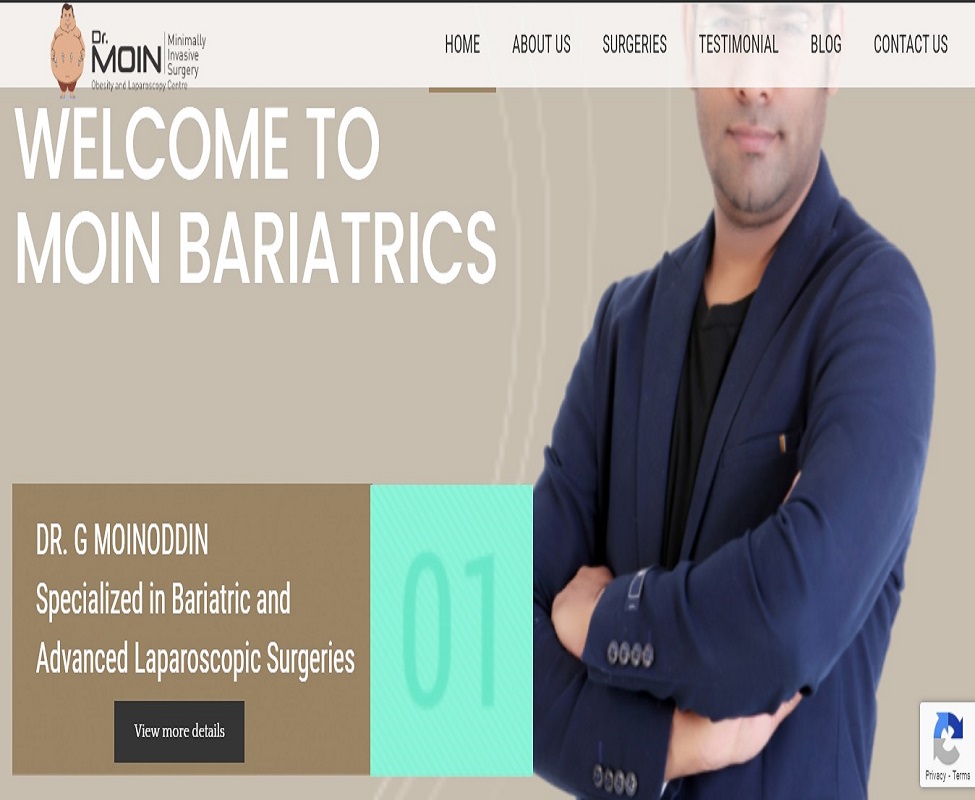 Dr.
MOIN
Minimally
Invasive
Surgery
Obesity and Laparoscopy Centre
HOME ABOUT US SURGERIES TESTIMONIAL BLOG CONTACT US
WELCOME TO
MOIN BARIATRICS
DR. G MOINODDIN
Specialized in Bariatric and
Advanced Laparoscopic Surgeries
01
View more details
Privacy - Terms